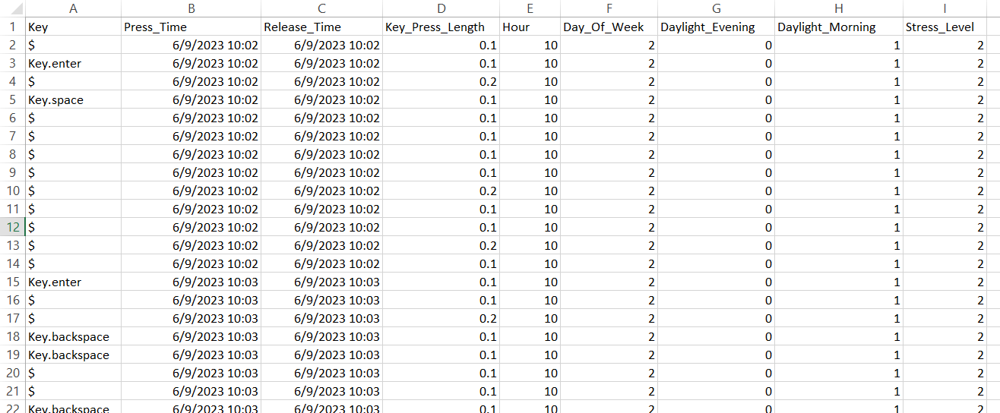 A B C D E F G H I
1 Key Press_Time Release_Time Key_Press_Length Hour Day_Of_Week Daylight_Evening Daylight_Morning Stress_Level
2 $ 6/9/2023 10:02 6/9/2023 10:02 0.1 10 2 0 1 2
3 Key.enter 6/9/2023 10:02 6/9/2023 10:02 0.1 10 2 0 1 2
4 $ 6/9/2023 10:02 6/9/2023 10:02 0.2 10 2 0 1 2
5 Key.space 6/9/2023 10:02 6/9/2023 10:02 0.1 10 2 0 1 2
6 $ 6/9/2023 10:02 6/9/2023 10:02 0.1 10 2 0 1 2
7 $ 6/9/2023 10:02 6/9/2023 10:02 0.1 10 2 0 1 2
8 $ 6/9/2023 10:02 6/9/2023 10:02 0.1 10 2 0 1 2
9 $ 6/9/2023 10:02 6/9/2023 10:02 0.1 10 2 0 1 2
10 $ 6/9/2023 10:02 6/9/2023 10:02 0.2 10 2 0 1 2
11 $ 6/9/2023 10:02 6/9/2023 10:02 0.1 10 2 0 1 2
12 $ 6/9/2023 10:02 6/9/2023 10:02 0.1 10 2 0 1 2
13 $ 6/9/2023 10:02 6/9/2023 10:02 0.2 10 2 0 1 2
14 $ 6/9/2023 10:02 6/9/2023 10:02 0.1 10 2 0 1 2
15 Key.enter 6/9/2023 10:03 6/9/2023 10:03 0.1 10 2 0 1 2
16 $ 6/9/2023 10:03 6/9/2023 10:03 0.1 10 2 0 1 2
17 $ 6/9/2023 10:03 6/9/2023 10:03 0.2 10 2 0 1 2
18 Key.backspace 6/9/2023 10:03 6/9/2023 10:03 0.1 10 2 0 1 2
19 Key.backspace 6/9/2023 10:03 6/9/2023 10:03 0.1 10 2 0 1 2
20 $ 6/9/2023 10:03 6/9/2023 10:03 0.1 10 2 0 1 2
21 $ 6/9/2023 10:03 6/9/2023 10:03 0.1 10 2 0 1 2
22 Key.backspace 6/9/2023 10:03 6/9/2023 10:03 0.1 10 2 0 1 2